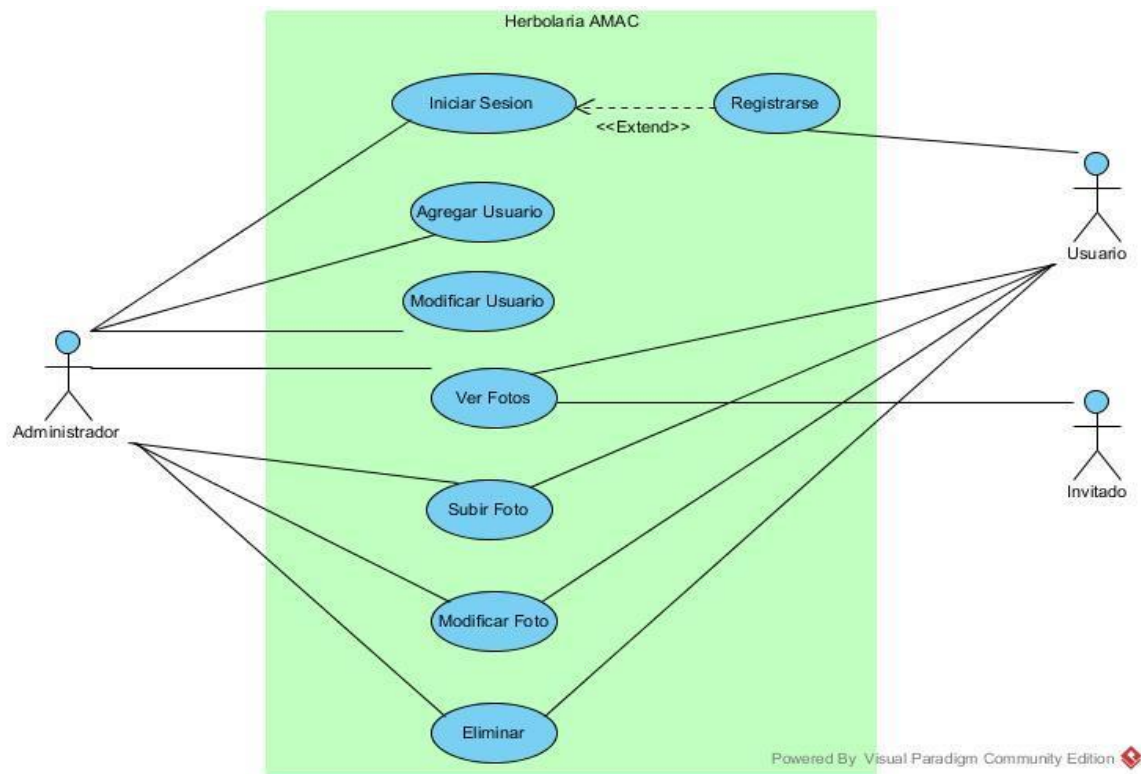 Herbolaria AMAC
Iniciar Sesion
Registrarse
<<Extend>>
Agregar Usuario
Usuario
Modificar Usuario
Ver Fotos
Administrador
Invitado
Subir Foto
Modificar Foto
Eliminar
Powered By Visual Paradigm Community Edition